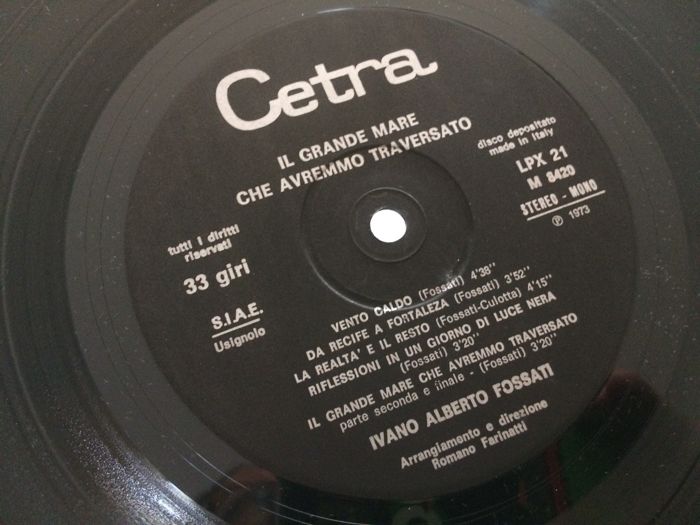 Cetra
IL GRANDE MARE
CHE AVREMMO TRAVERSATO
disco depositato
made in Italy
LPX 21
M 8420
STEREO - MONO
Ⓟ 1973
tutti i diritti
riservati
33 giri
S.I.A.E.
Usignolo
VENTO CALDO (Fossati) 4'38"
DA RECIFE A FORTALEZA (Fossati) 3'52"
LA REALTA' E IL RESTO (Fossati-Culotta) 4'15"
RIFLESSIONI IN UN GIORNO DI LUCE NERA
(Fossati) 3'20"
IL GRANDE MARE CHE AVREMMO TRAVERSATO
parte seconda e finale - (Fossati) 3'20"
IVANO ALBERTO FOSSATI
Arrangiamento e direzione
Romano Farinatti